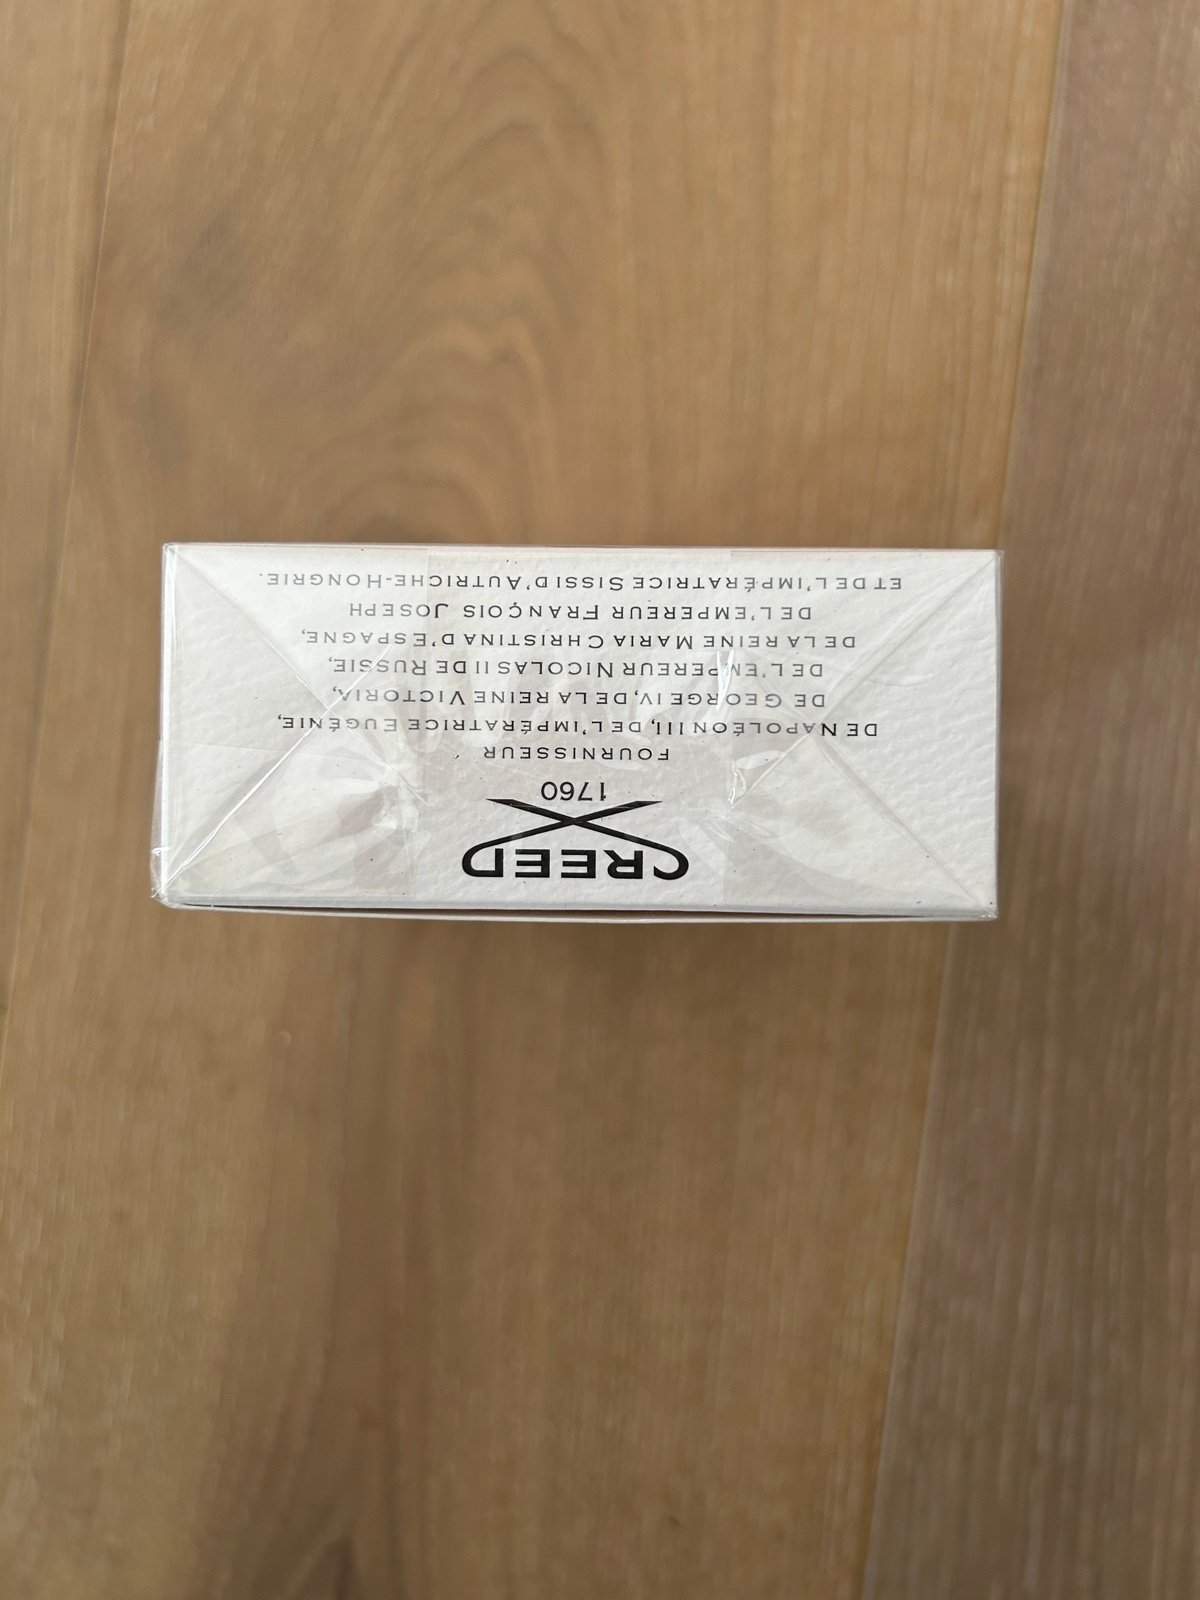 CREED
1760
FOURNISSEUR
DE NAPOLÉON III, DE L'IMPÉRATRICE EUGÉNIE,
DE GEORGE IV, DE LA REINE VICTORIA,
DE L'EMPEREUR NICOLAS II DE RUSSIE,
DE LA REINE MARIA CHRISTINA D'ESPAGNE,
DE L'EMPEREUR FRANÇOIS JOSEPH
ET DE L'IMPÉRATRICE SISSI D'AUTRICHE-HONGRIE.